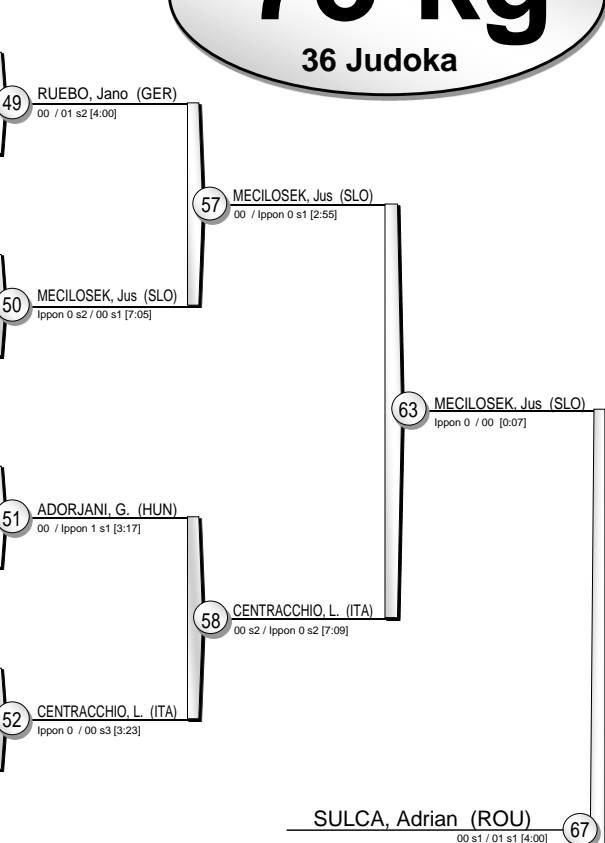 36 Judoka
49 RUEBO, Jano (GER)
00 / 01 s2 [4:00]
57 MECILOSEK, Jus (SLO)
00 / Ippon 0 s1 [2:55]
50 MECILOSEK, Jus (SLO)
Ippon 0 s2 / 00 s1 [7:05]
63 MECILOSEK, Jus (SLO)
Ippon 0 / 00 [0:07]
51 ADORJANI, G. (HUN)
00 / Ippon 1 s1 [3:17]
58 CENTRACCHIO, L. (ITA)
00 s2 / Ippon 0 s2 [7:09]
52 CENTRACCHIO, L. (ITA)
Ippon 0 / 00 s3 [3:23]
SULCA, Adrian (ROU) 67
00 s1 / 01 s1 [4:00]